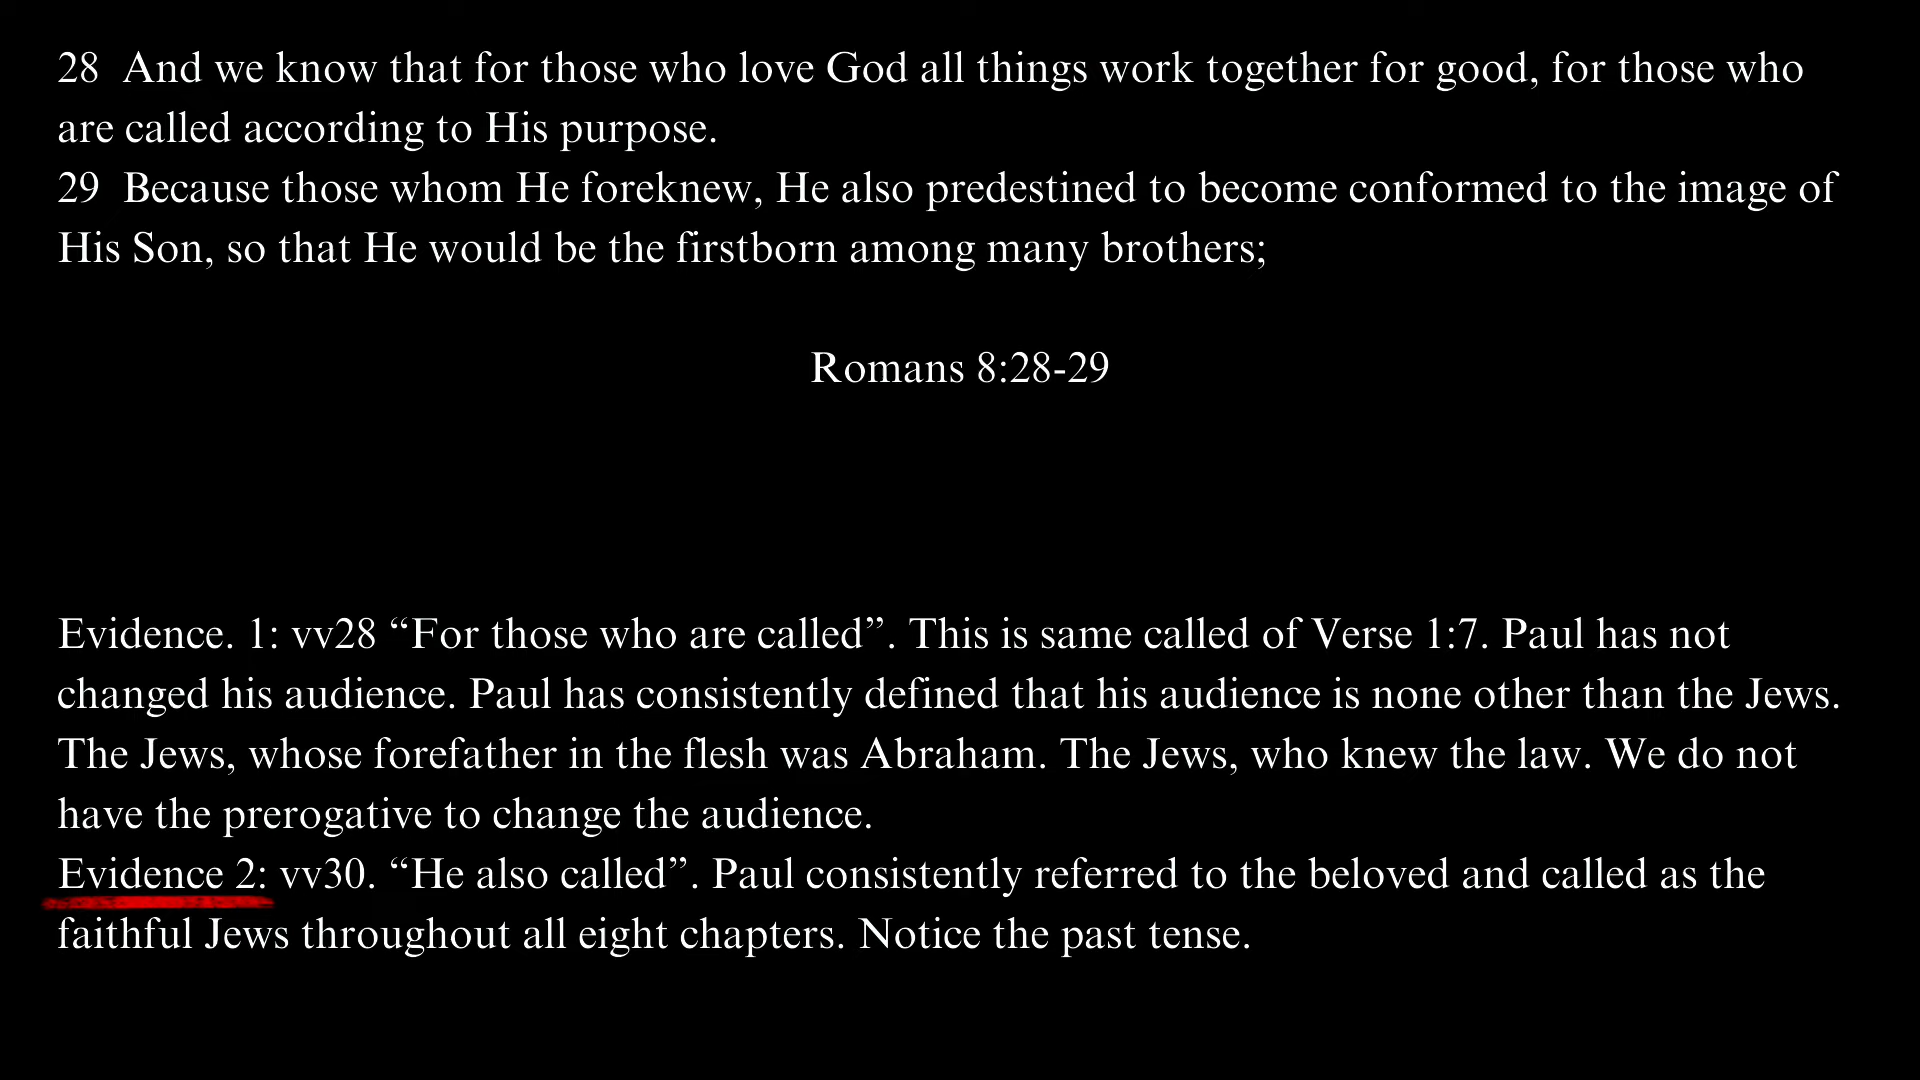 28  And we know that for those who love God all things work together for good, for those who
are called according to His purpose.
29  Because those whom He foreknew, He also predestined to become conformed to the image of
His Son, so that He would be the firstborn among many brothers;
Romans 8:28-29
Evidence. 1: vv28 “For those who are called”. This is same called of Verse 1:7. Paul has not
changed his audience. Paul has consistently defined that his audience is none other than the Jews.
The Jews, whose forefather in the flesh was Abraham. The Jews, who knew the law. We do not
have the prerogative to change the audience.
Evidence 2: vv30. “He also called”. Paul consistently referred to the beloved and called as the
faithful Jews throughout all eight chapters. Notice the past tense.